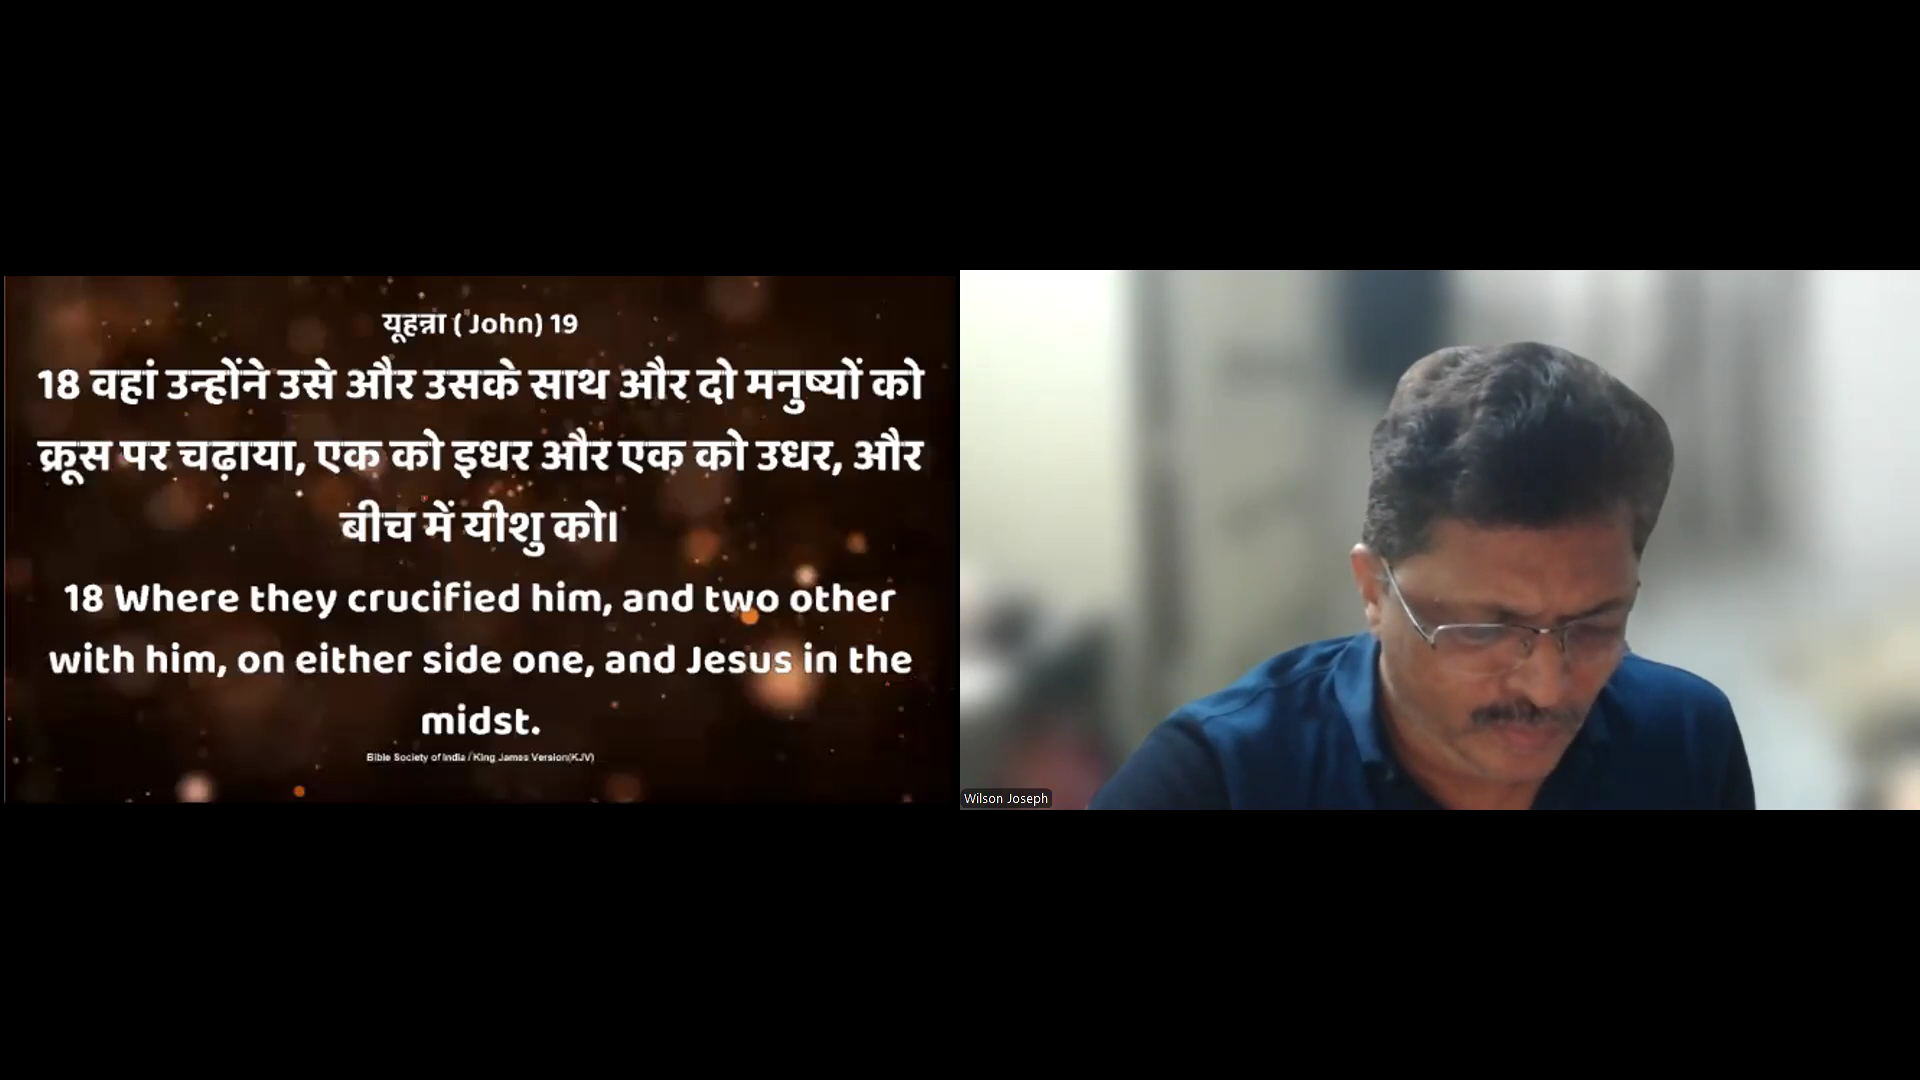 यूहन्ना ( John) 19
18 वहां उन्होंने उसे और उसके साथ और दो मनुष्यों को
क्रूस पर चढ़ाया, एक को इधर और एक को उधर, और
बीच में यीशु को।
18 Where they crucified him, and two other
with him, on either side one, and Jesus in the
midst.
Bible Society of India / King James Version(KJV)
Wilson Joseph